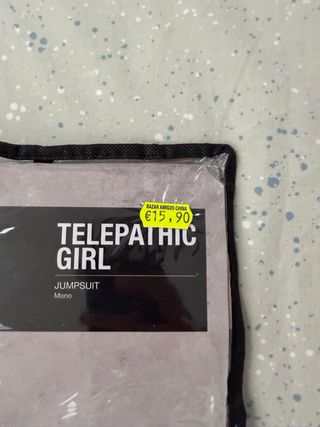 BAZAR AMIGOS CHINA
€15,90
TELEPATHIC
GIRL
JUMPSUIT
Mono